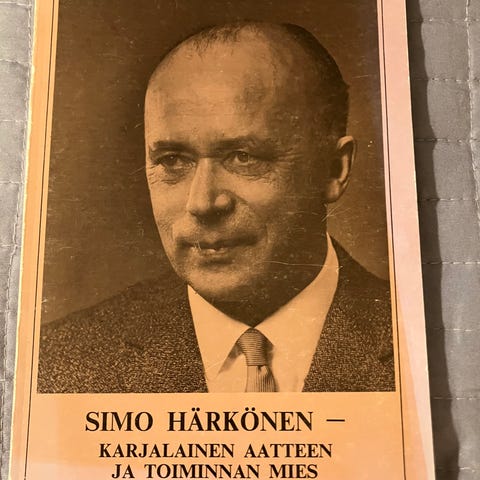 SIMO HÄRKÖNEN –
KARJALAINEN AATTEEN
JA TOIMINNAN MIES